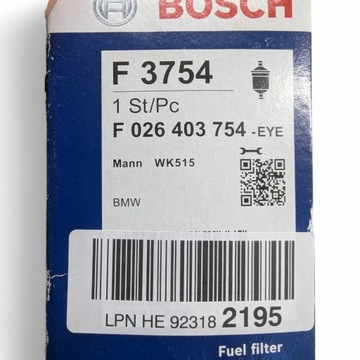 BOSCH
F 3754
1 St/Pc
F 026 403 754 -EYE
Mann WK515
BMW
LPN HE 92318 2195
Fuel filter